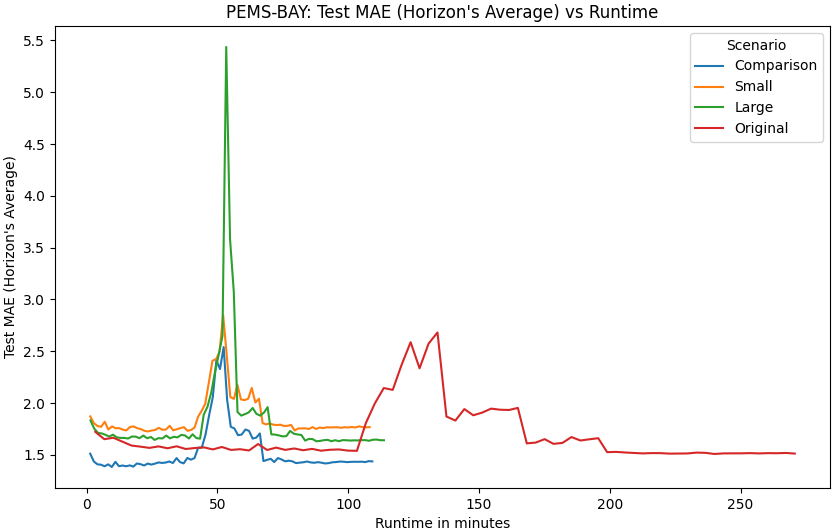 PEMS-BAY: Test MAE (Horizon's Average) vs Runtime
Scenario
Comparison
Small
Large
Original
Test MAE (Horizon's Average)
5.5
5.0
4.5
4.0
3.5
3.0
2.5
2.0
1.5
0 50 100 150 200 250
Runtime in minutes